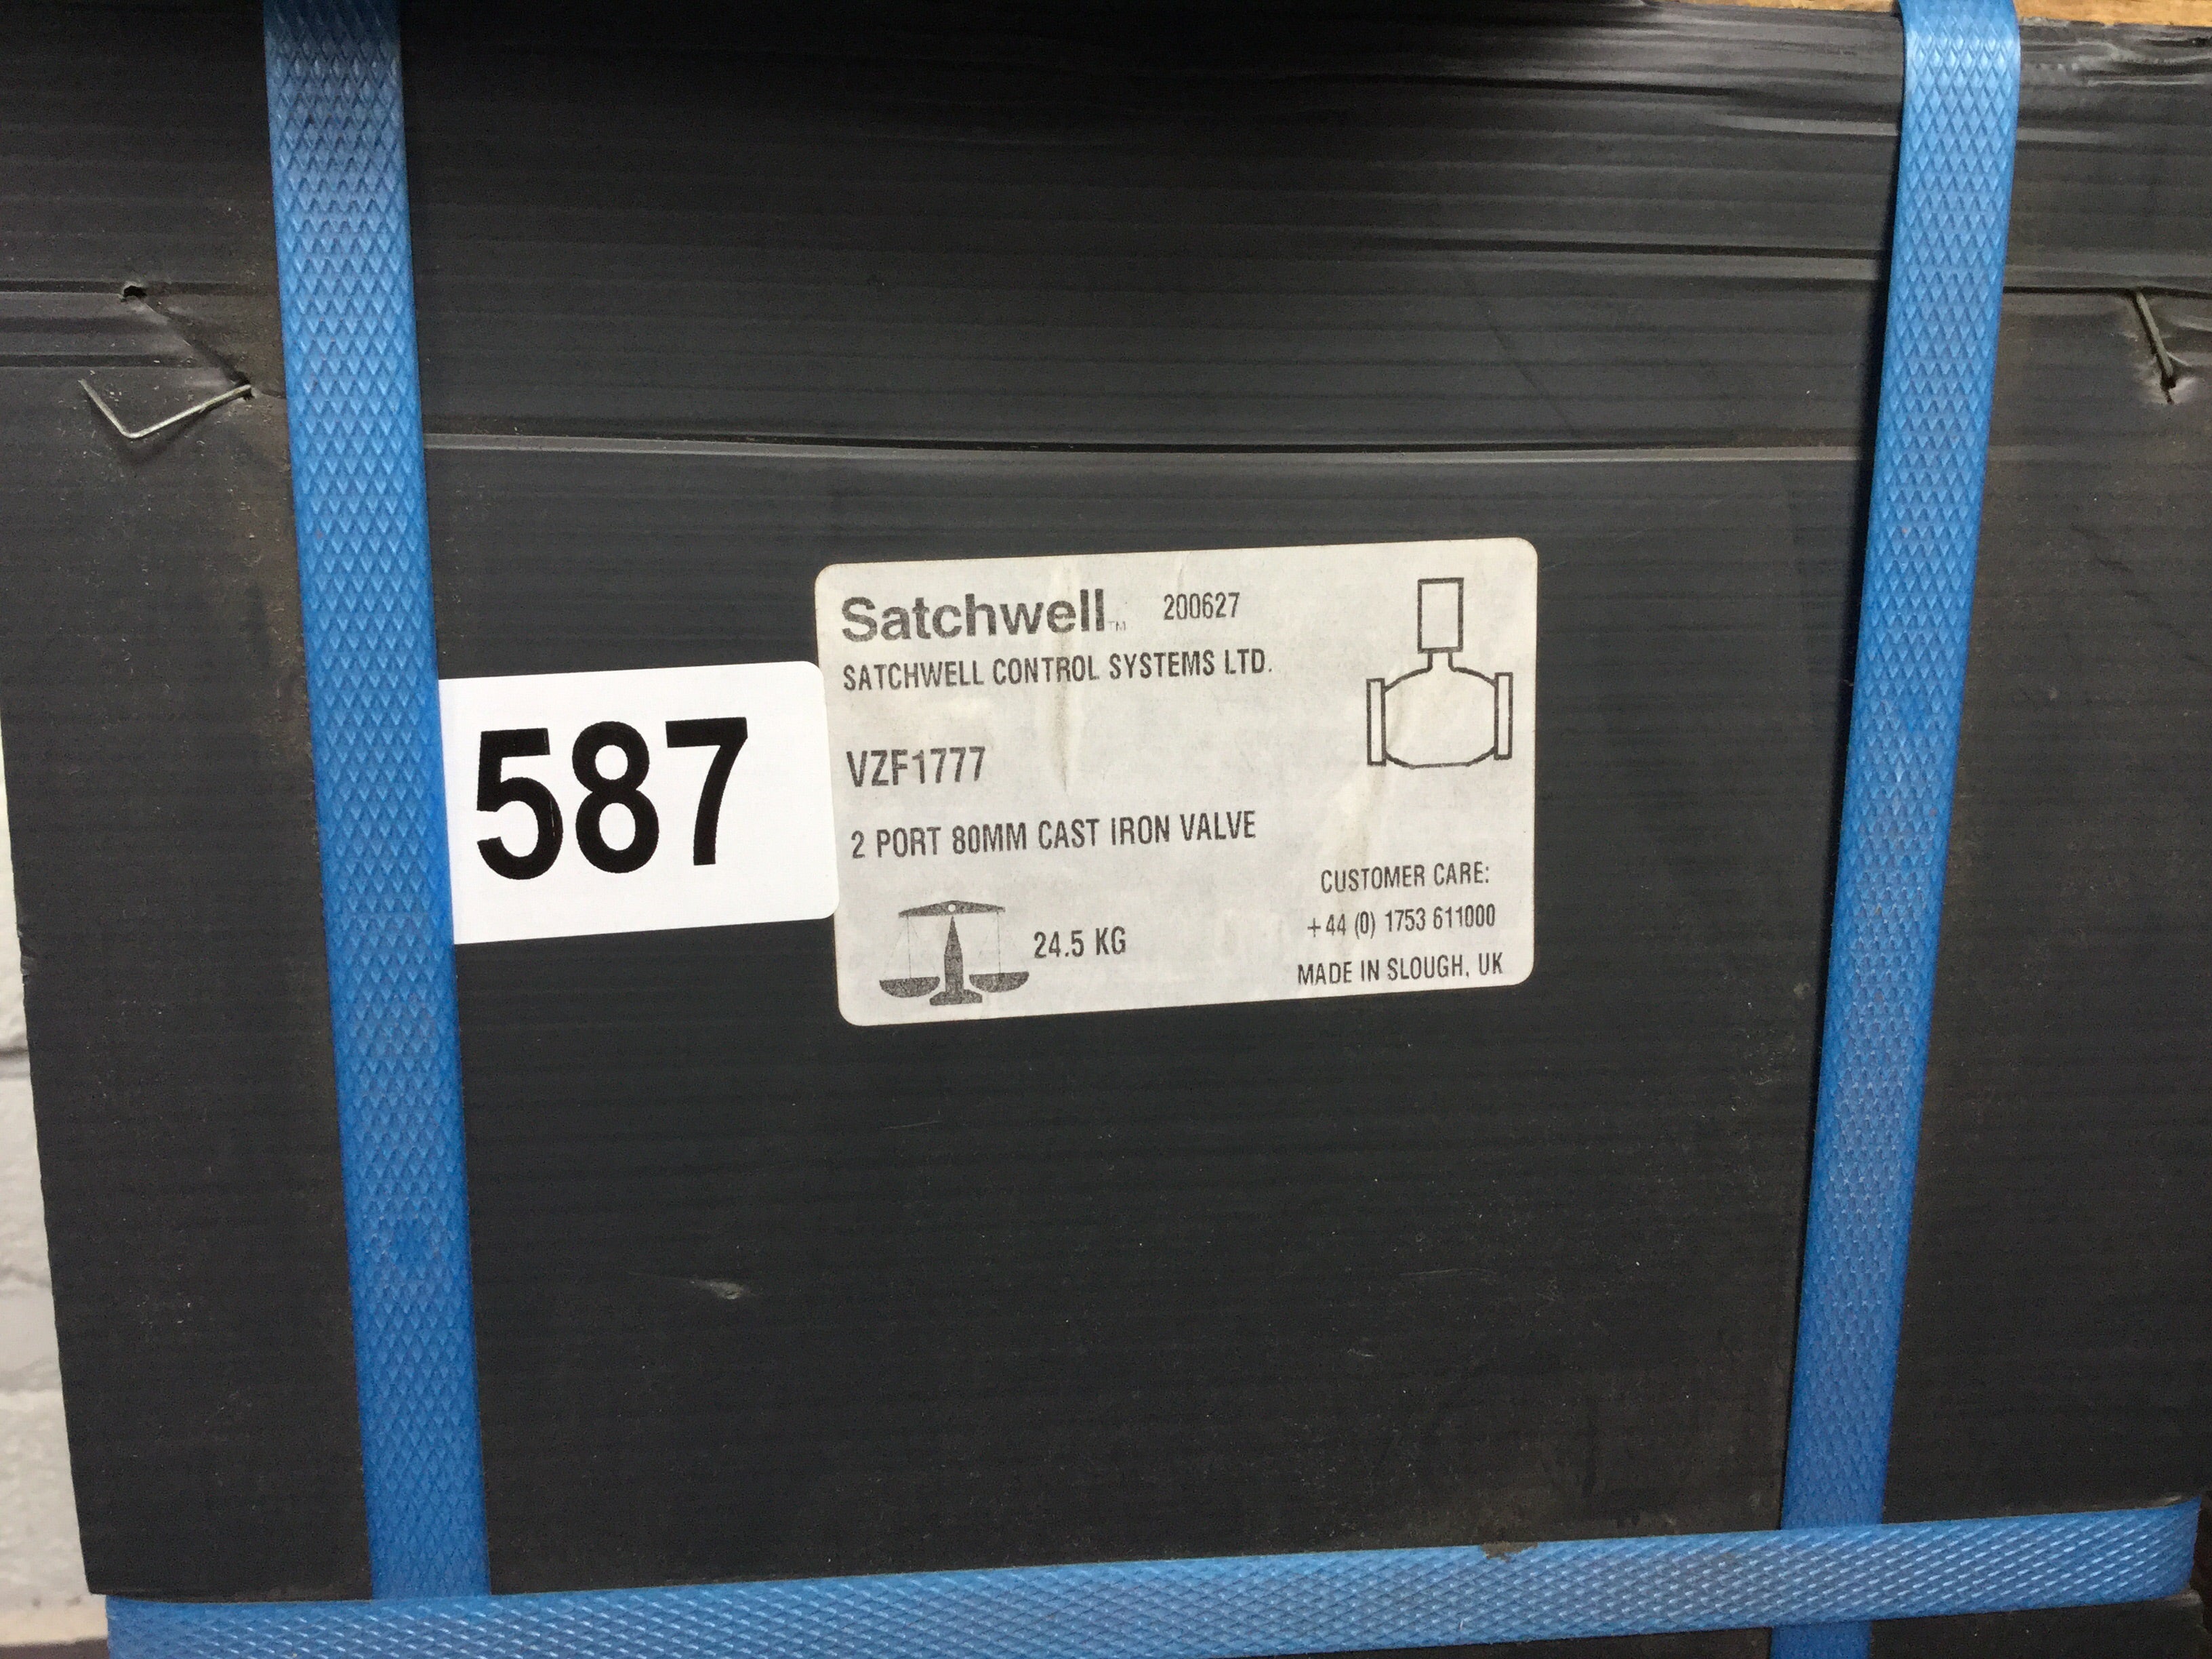 587
Satchwell™ 200627
SATCHWELL CONTROL SYSTEMS LTD.
VZF1777
2 PORT 80MM CAST IRON VALVE
24.5 KG
CUSTOMER CARE:
+44 (0) 1753 611000
MADE IN SLOUGH, UK